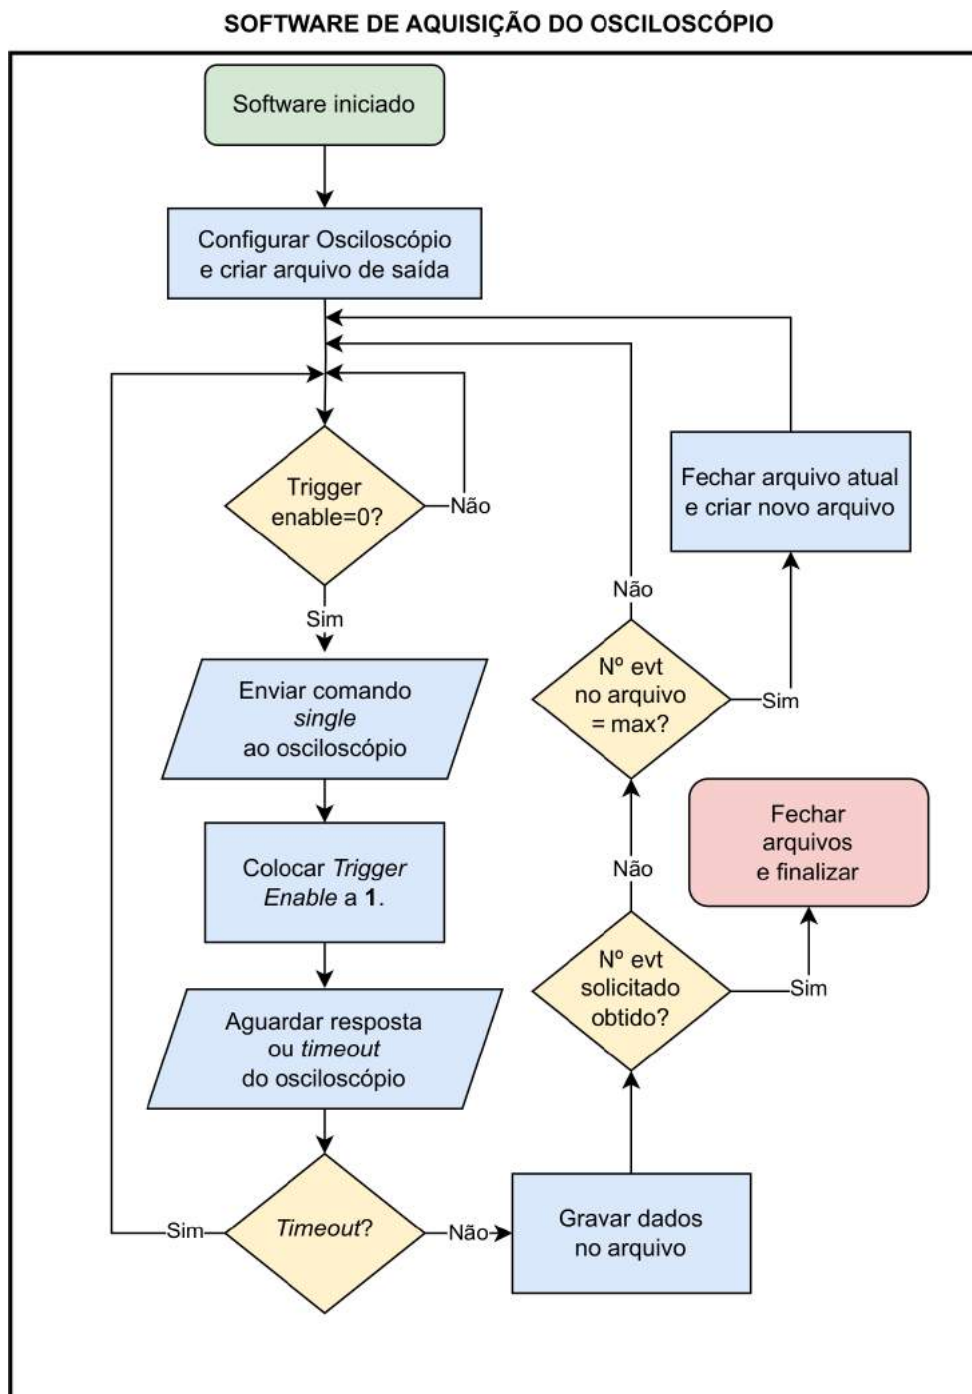 SOFTWARE DE AQUISIÇÃO DO OSCILOSCÓPIO
Software iniciado
Configurar Osciloscópio
e criar arquivo de saída
Trigger
enable=0?
Não
Sim
Enviar comando
single
ao osciloscópio
Colocar Trigger
Enable a 1.
Aguardar resposta
ou timeout
do osciloscópio
Timeout?
Sim
Não
Gravar dados
no arquivo
Nº evt
solicitado
obtido?
Sim
Fechar
arquivos
e finalizar
Não
Nº evt
no arquivo
= max?
Não
Sim
Fechar arquivo atual
e criar novo arquivo